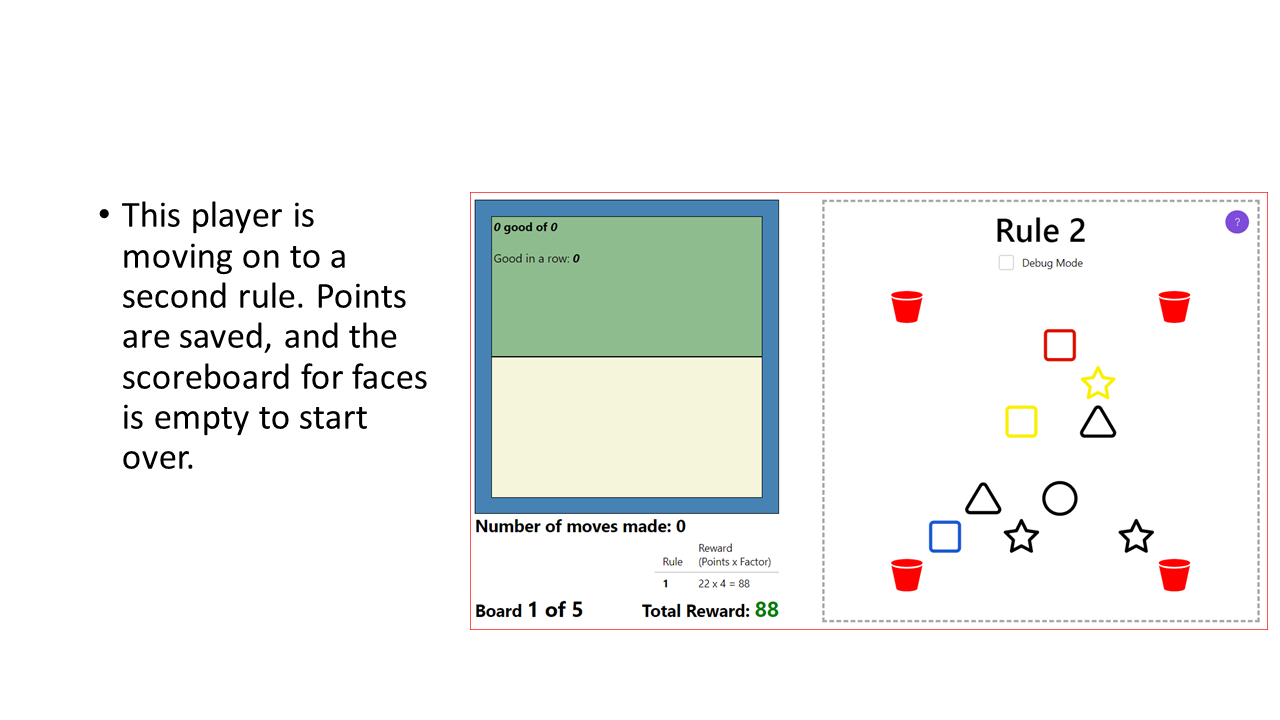 • This player is
moving on to a
second rule. Points
are saved, and the
scoreboard for faces
is empty to start
over.
0 good of 0
Good in a row: 0
Number of moves made: 0
Rule Reward
(Points x Factor)
1 22 x 4 = 88
Board 1 of 5 Total Reward: 88
Rule 2
?
Debug Mode